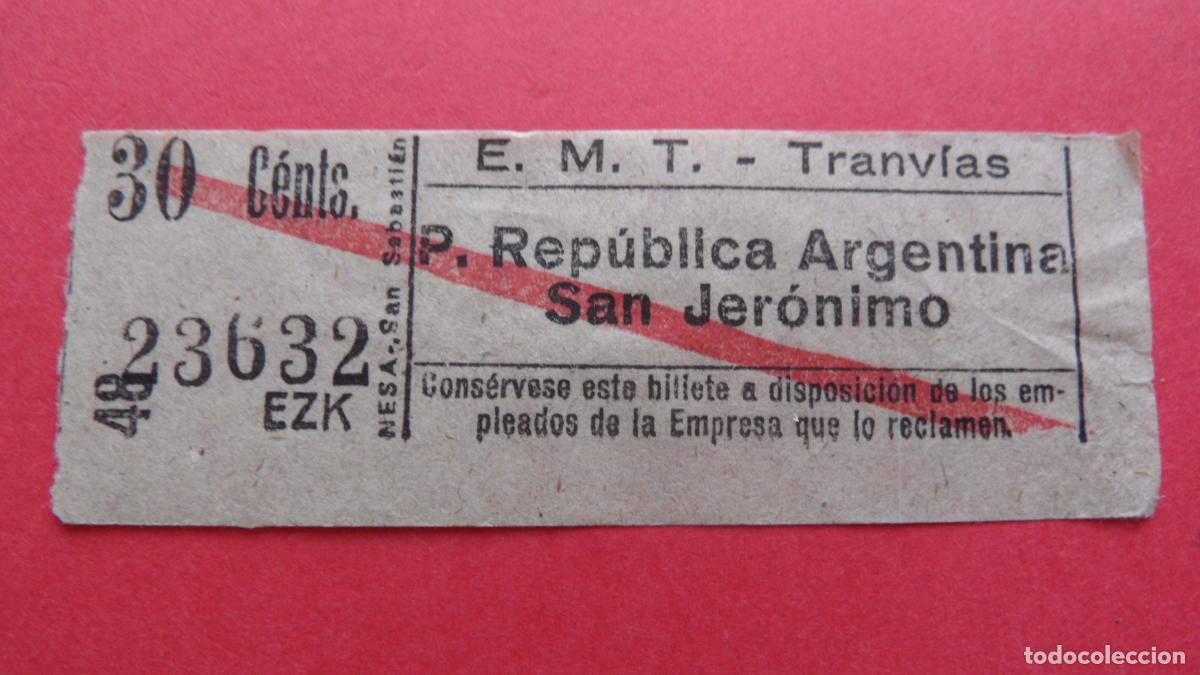 30 Cénts.
23632
48
EZK
NESA.-San Sabastián
E. M. T. - Tranvías
P. República Argentina
San Jerónimo
Consérvese este billete a disposición de los em-
pleados de la Empresa que lo reclamen.
todocoleccion